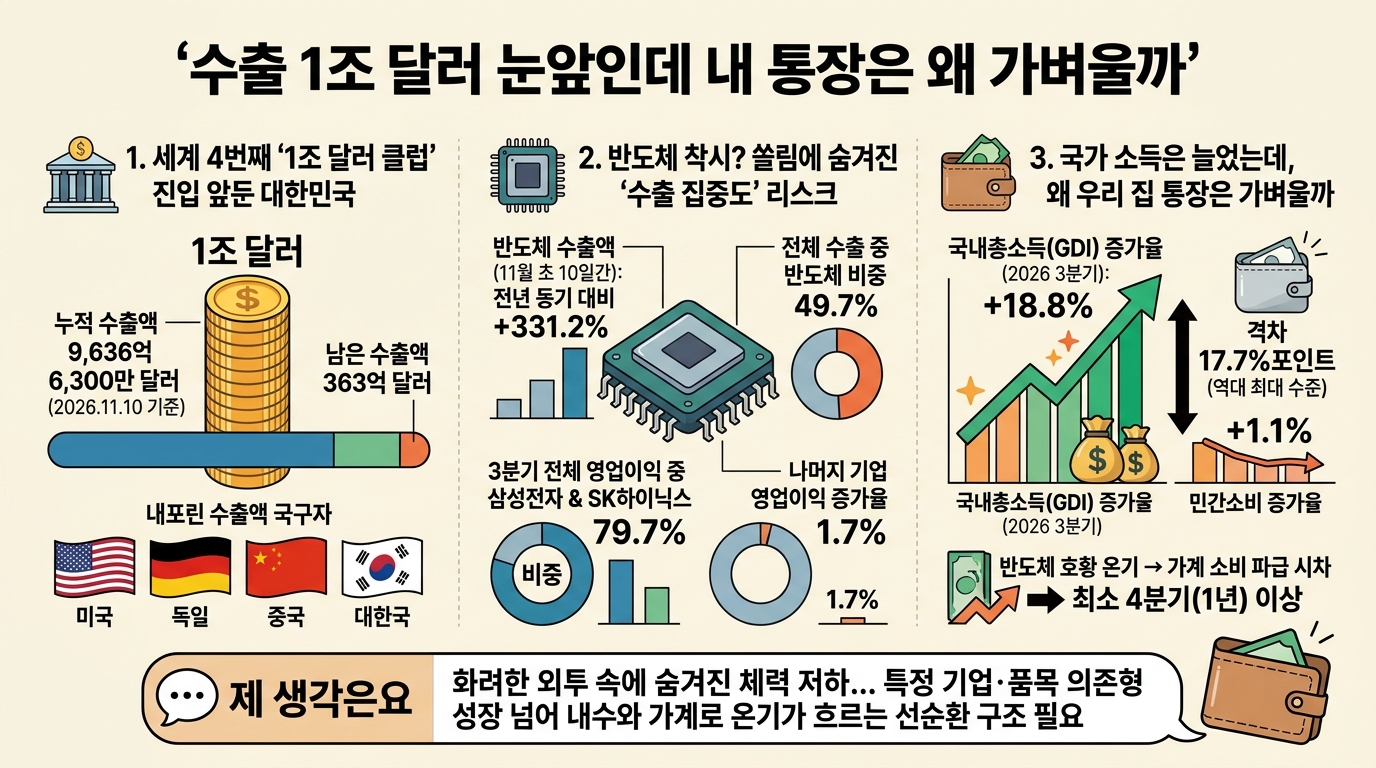 ‘수출 1조 달러 눈앞인데 내 통장은 왜 가벼울까’
1. 세계 4번째 ‘1조 달러 클럽’
진입 앞둔 대한민국
1조 달러
$
누적 수출액
9,636억
6,300만 달러
(2026.11.10 기준)
남은 수출액
363억 달러
내포린 수출액 국구자
미국
독일
중국
대한국
2. 반도체 착시? 쏠림에 숨겨진
‘수출 집중도’ 리스크
반도체 수출액
(11월 초 10일간):
전년 동기 대비
+331.2%
전체 수출 중
반도체 비중
49.7%
3분기 전체 영업이익 중
삼성전자 & SK하이닉스
79.7%
비중
나머지 기업
영업이익 증가율
1.7%
1.7%
3. 국가 소득은 늘었는데,
왜 우리 집 통장은 가벼울까
국내총소득(GDI) 증가율
(2026 3분기):
+18.8%
격차
17.7%포인트
(역대 최대 수준)
+1.1%
$
$
국내총소득(GDI) 증가율
(2026 3분기)
민간소비 증가율
반도체 호황 온기 → 가계 소비 파급 시차
최소 4분기(1년) 이상
제 생각은요
화려한 외투 속에 숨겨진 체력 저하... 특정 기업·품목 의존형
성장 넘어 내수와 가계로 온기가 흐르는 선순환 구조 필요